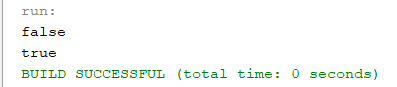 run:
false
true
BUILD SUCCESSFUL (total time: 0 seconds)